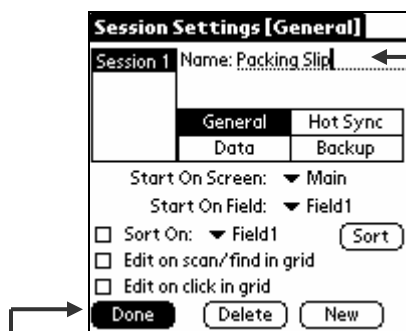 Session Settings [General]
Session 1 Name: Packing Slip
General Hot Sync
Data Backup
Start On Screen: Main
Start On Field: Field1
Sort On: Field1 Sort
Edit on scan/find in grid
Edit on click in grid
Done Delete New